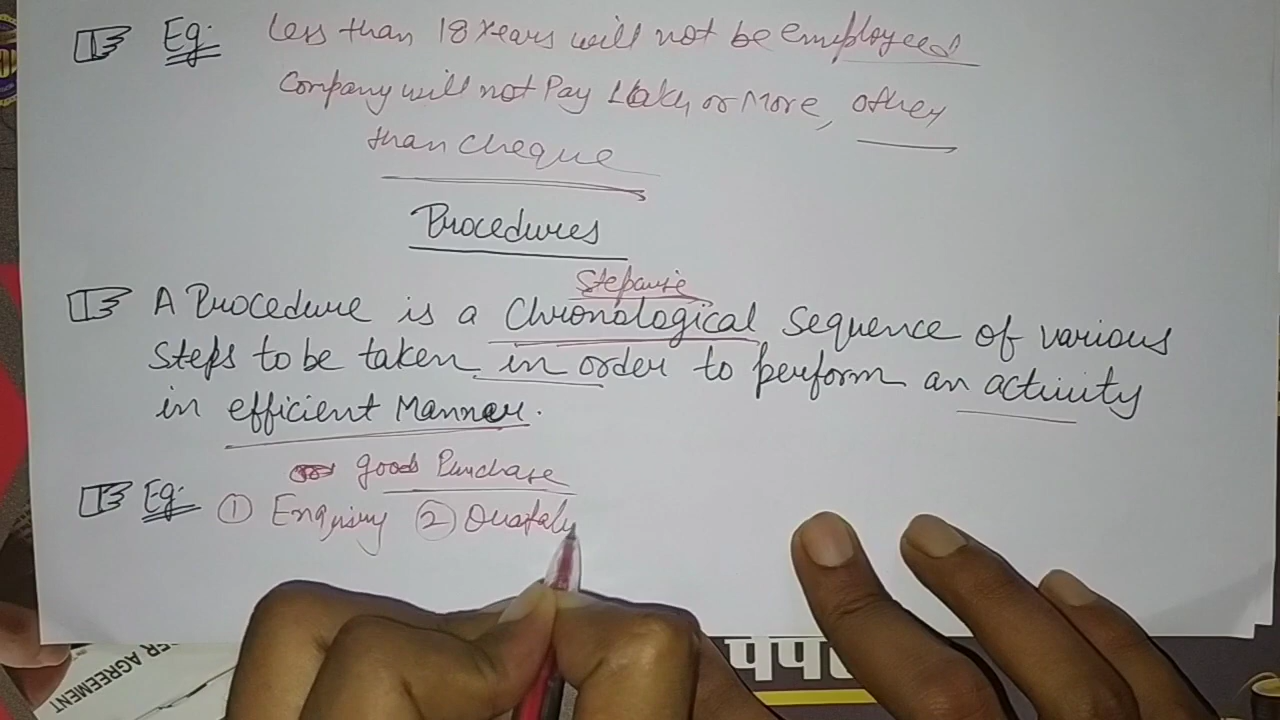 Eg: Less than 18 Years will not be employeed
Company will not Pay 1 Lakh or More, other
than cheque
Procedures
Stepwise
A Procedure is a Chronological Sequence of various
Steps to be taken in order to perform an activity
in efficient Manner.
goods Purchase
Eg: ① Enquiry ②
ER AGREEMENT